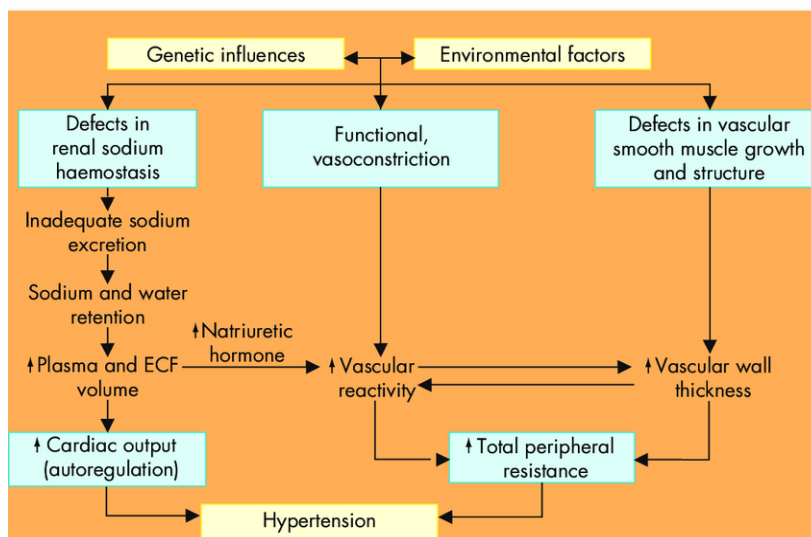 Genetic influences
Environmental factors
Defects in
renal sodium
haemostasis
Functional,
vasoconstriction
Defects in vascular
smooth muscle growth
and structure
Inadequate sodium
excretion
Sodium and water
retention
↑Natriuretic
hormone
↑Plasma and ECF
volume
↑Vascular
reactivity
↑Vascular wall
thickness
↑Cardiac output
(autoregulation)
↑Total peripheral
resistance
Hypertension